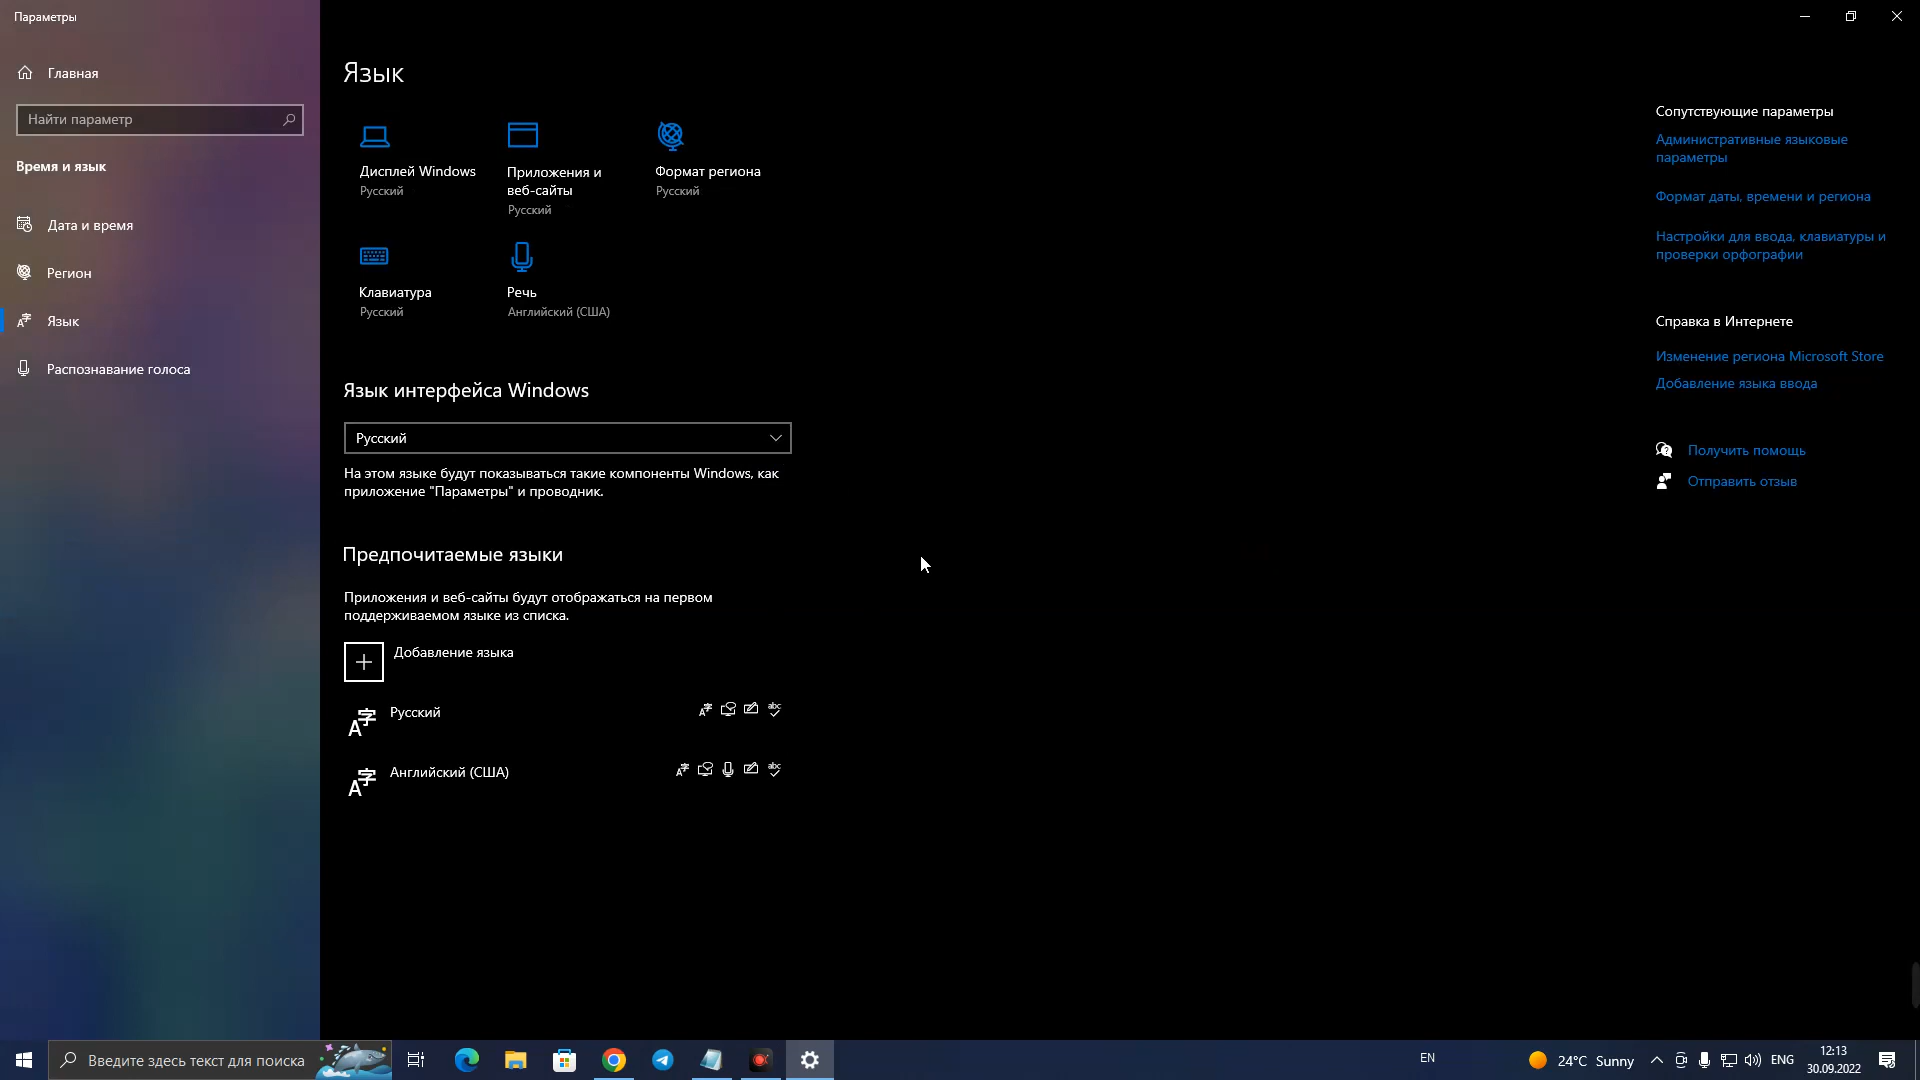 Параметры
Главная
Найти параметр
Время и язык
Дата и время
Регион
Язык
Распознавание голоса
Язык
Дисплей Windows
Русский
Приложения и
веб-сайты
Русский
Формат региона
Русский
Клавиатура
Русский
Речь
Английский (США)
Язык интерфейса Windows
Русский
На этом языке будут показываться такие компоненты Windows, как
приложение "Параметры" и проводник.
Предпочитаемые языки
Приложения и веб-сайты будут отображаться на первом
поддерживаемом языке из списка.
Добавление языка
Русский
Английский (США)
Сопутствующие параметры
Административные языковые
параметры
Формат даты, времени и региона
Настройки для ввода, клавиатуры и
проверки орфографии
Справка в Интернете
Изменение региона Microsoft Store
Добавление языка ввода
Получить помощь
Отправить отзыв
Введите здесь текст для поиска
EN
24°C Sunny
ENG
12:13
30.09.2022